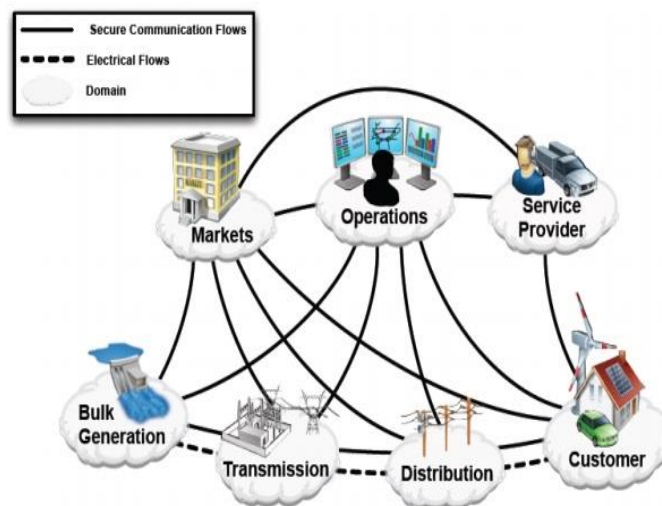 Secure Communication Flows
Electrical Flows
Domain
Markets
Operations
Service
Provider
Bulk
Generation
Transmission
Distribution
Customer